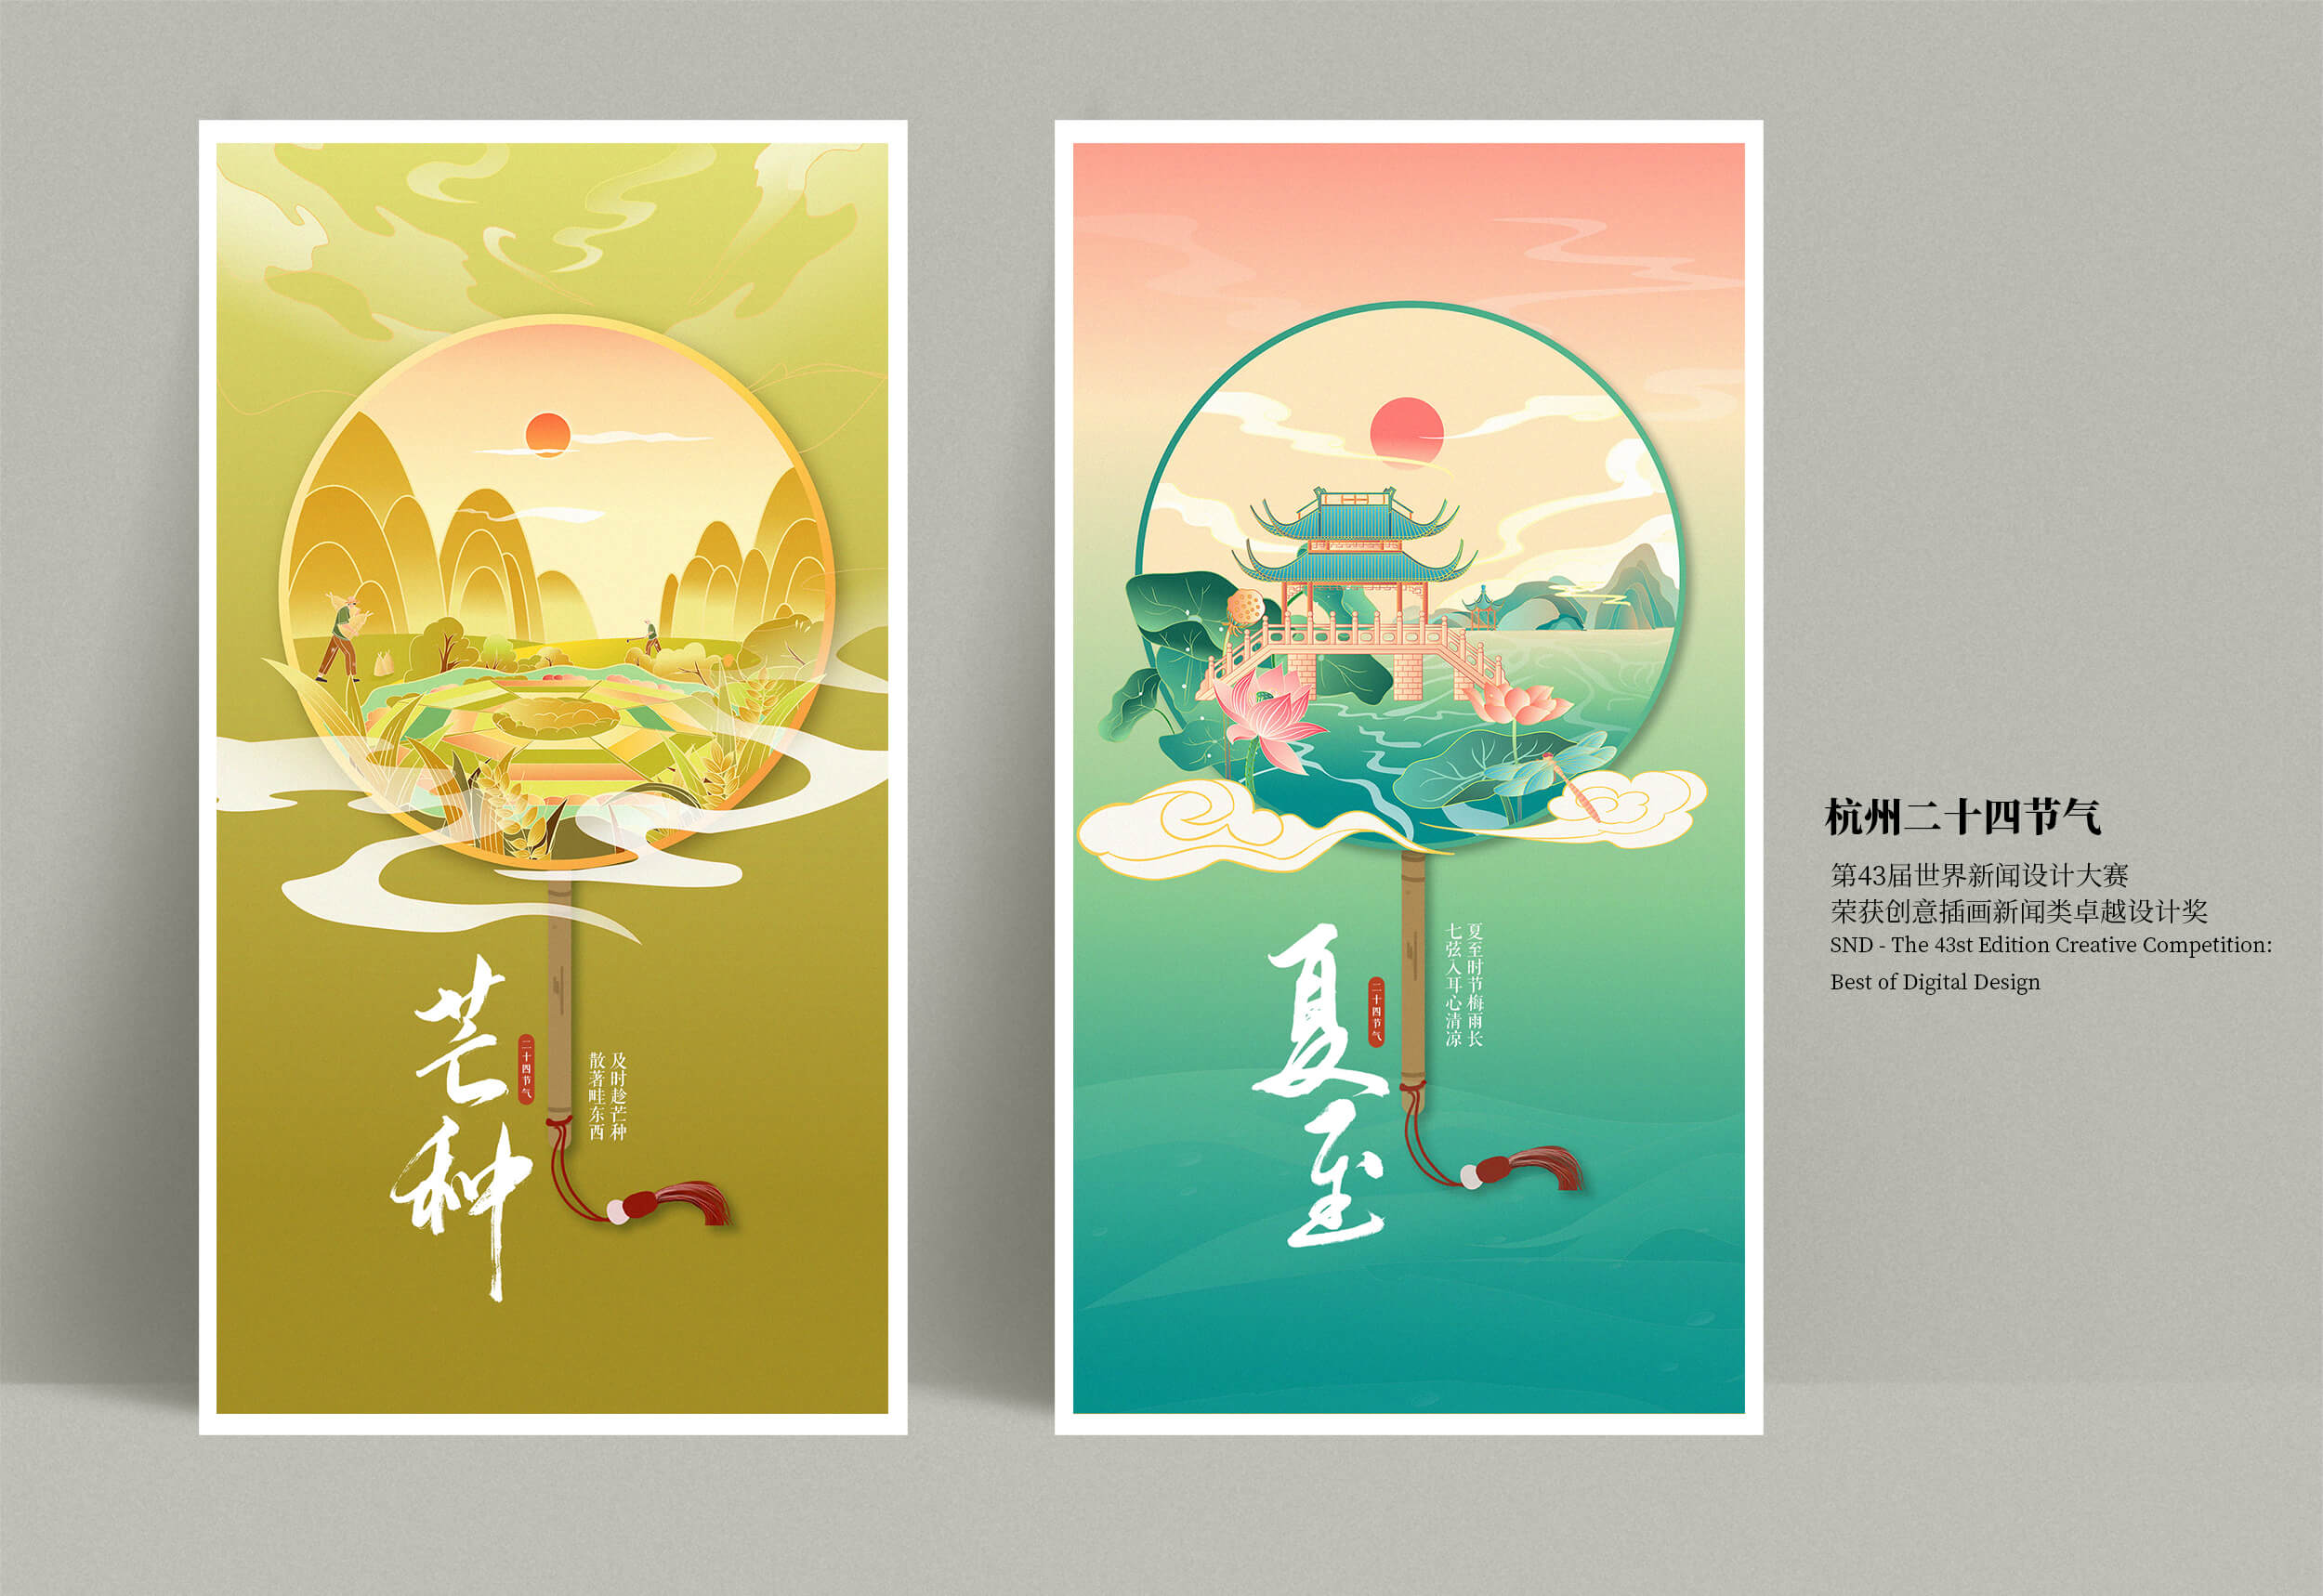 芒种
二十四节气
及时趁芒种
散著畦东西
夏至
二十四节气
夏至时节梅雨长
七弦入耳心清凉
杭州二十四节气
第43届世界新闻设计大赛
荣获创意插画新闻类卓越设计奖
SND - The 43st Edition Creative Competition:
Best of Digital Design